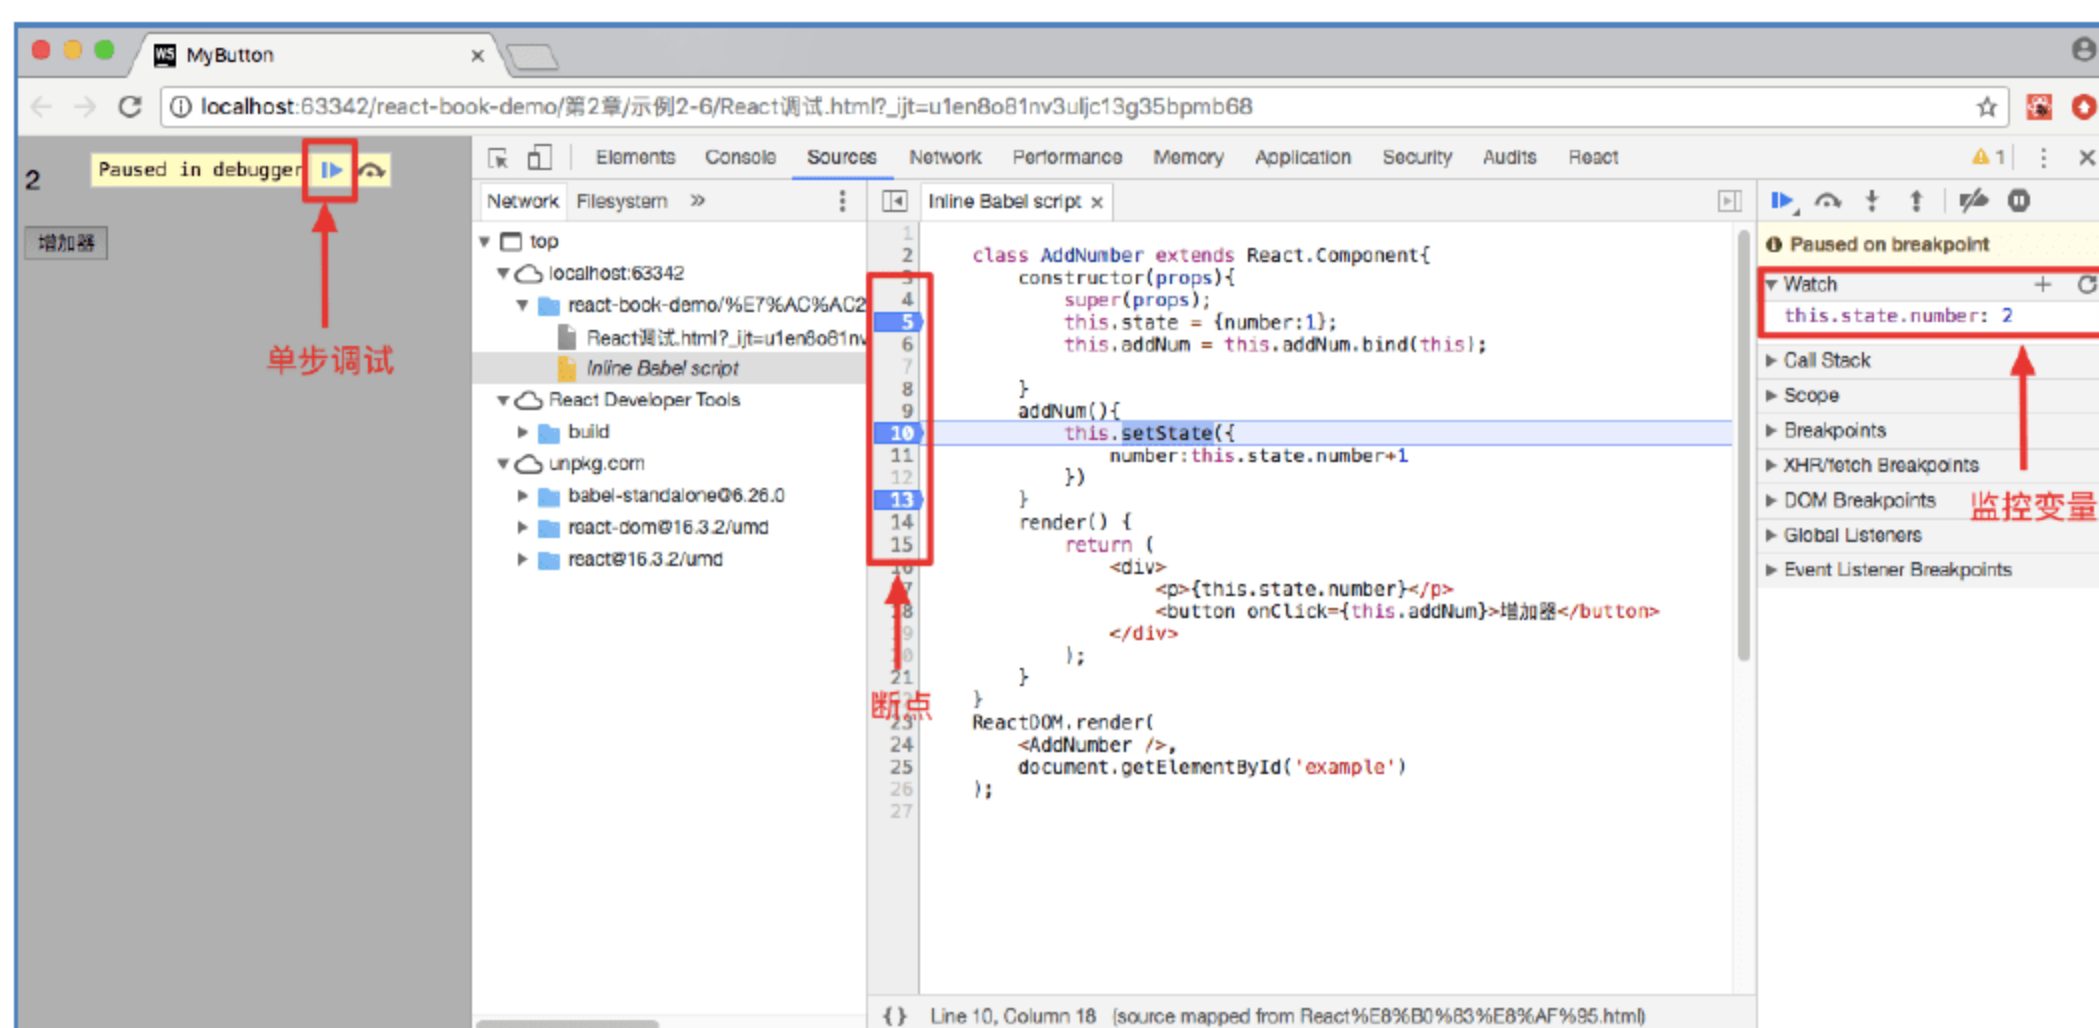 MyButton
localhost:63342/react-book-demo/第2章/示例2-6/React调试.html?_ijt=u1en8o81nv3uljc13g35bpmb68
2
Paused in debugger
增加器
单步调试
Elements Console Sources Network Performance Memory Application Security Audits React 1
Network Filesystem »
top
localhost:63342
react-book-demo/%E7%AC%AC2
React调试.html?_ijt=u1en8o81nv
Inline Babel script
React Developer Tools
build
unpkg.com
babel-standalone@6.26.0
react-dom@16.3.2/umd
react@16.3.2/umd
Inline Babel script ×
1
2 class AddNumber extends React.Component{
3 constructor(props){
4 super(props);
5 this.state = {number:1};
6 this.addNum = this.addNum.bind(this);
7
8 }
9 addNum(){
10 this.setState({
11 number:this.state.number+1
12 })
13 }
14 render() {
15 return (
16 <div>
<p>{this.state.number}</p>
<button onClick={this.addNum}>增加器</button>
</div>
);
21 }
}
23 ReactDOM.render(
24 <AddNumber />,
25 document.getElementById('example')
26 );
27
断点
{} Line 10, Column 18 (source mapped from React%E8%B0%83%E8%AF%95.html)
Paused on breakpoint
Watch
this.state.number: 2
Call Stack
Scope
Breakpoints
XHR/fetch Breakpoints
DOM Breakpoints
Global Listeners
Event Listener Breakpoints
监控变量